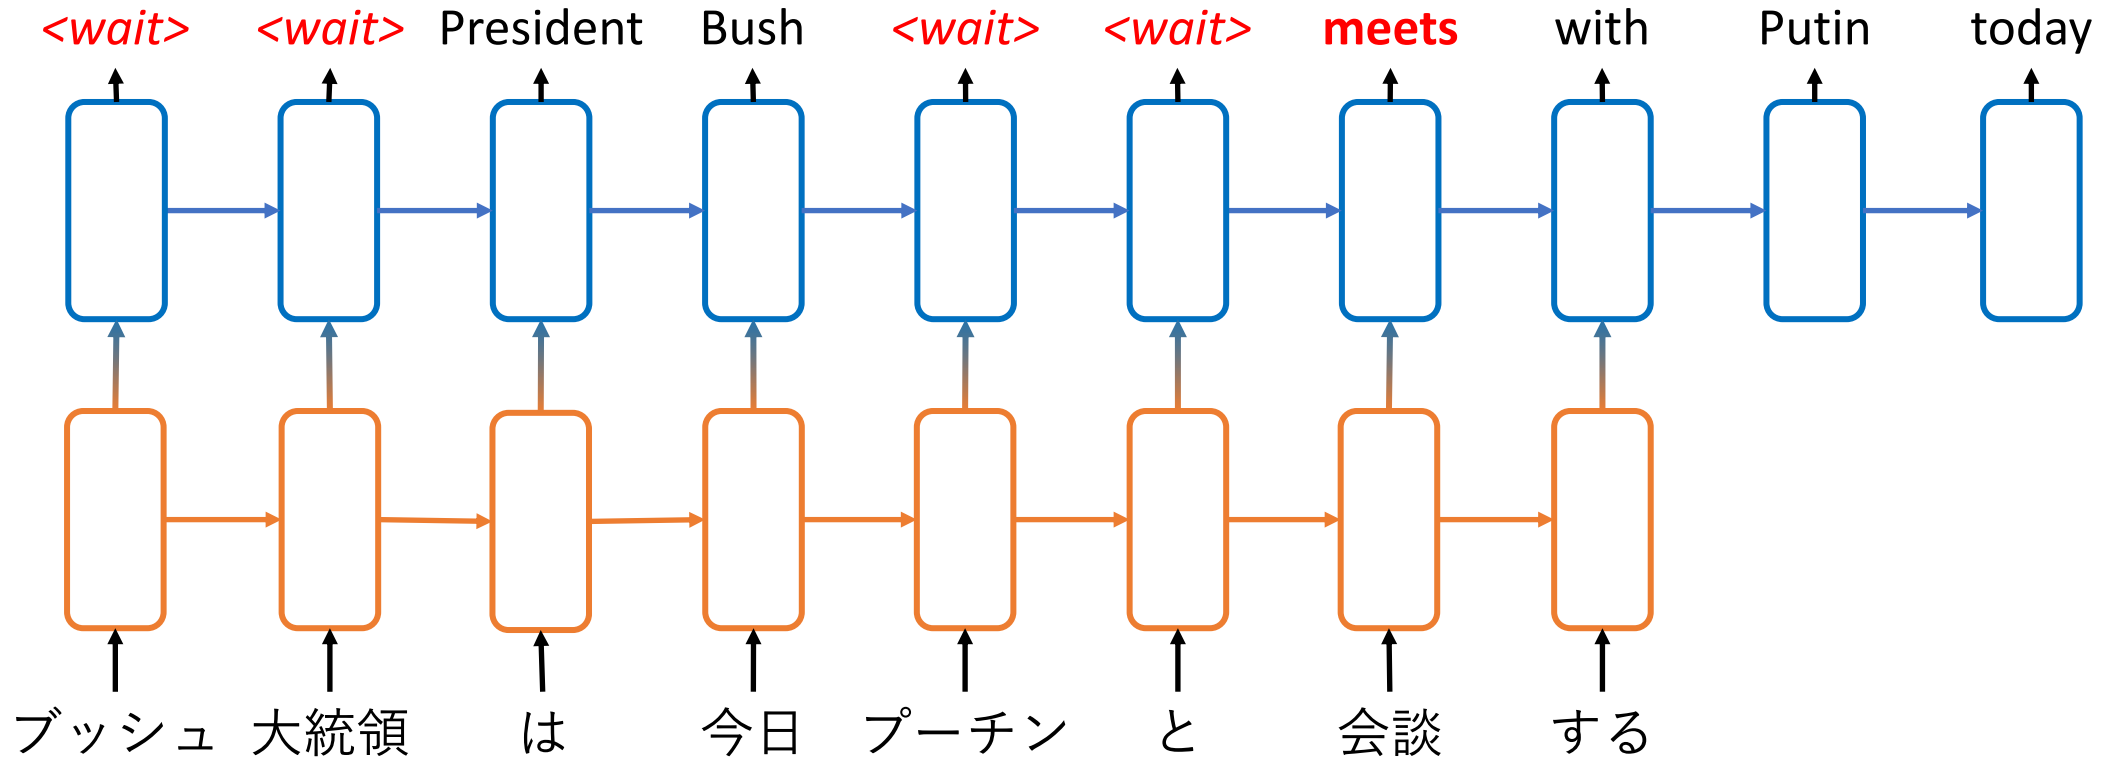 <wait> <wait> President Bush <wait> <wait> meets with Putin today
ブッシュ 大統領 は 今日 プーチン と 会談 する